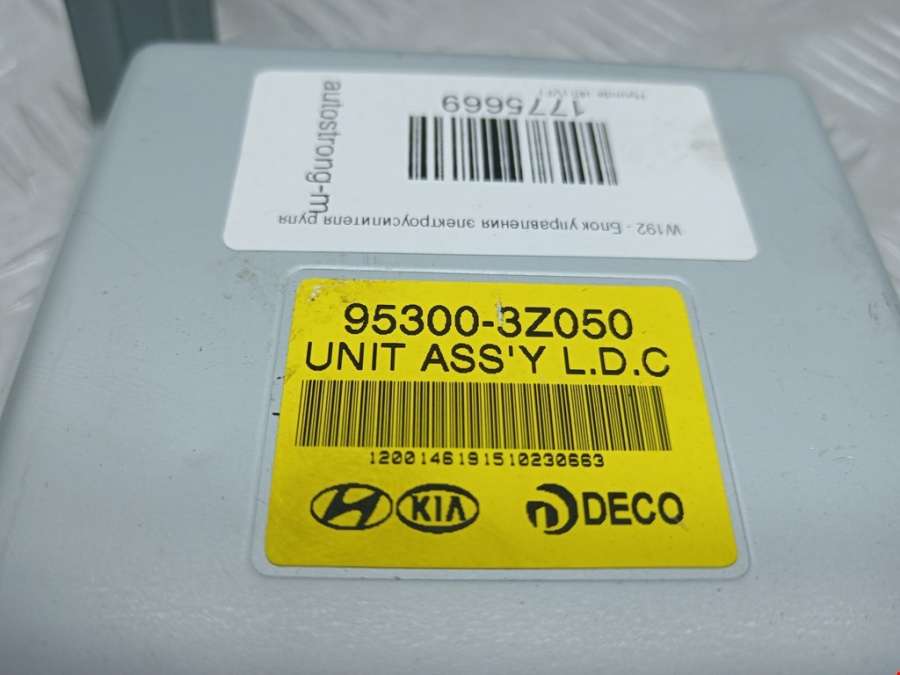 autostrong-m
1775669
W192 - Блок управления электроусилителя руля
95300-3Z050
UNIT ASS'Y L.D.C
1200146191510230663
KIA
DECO